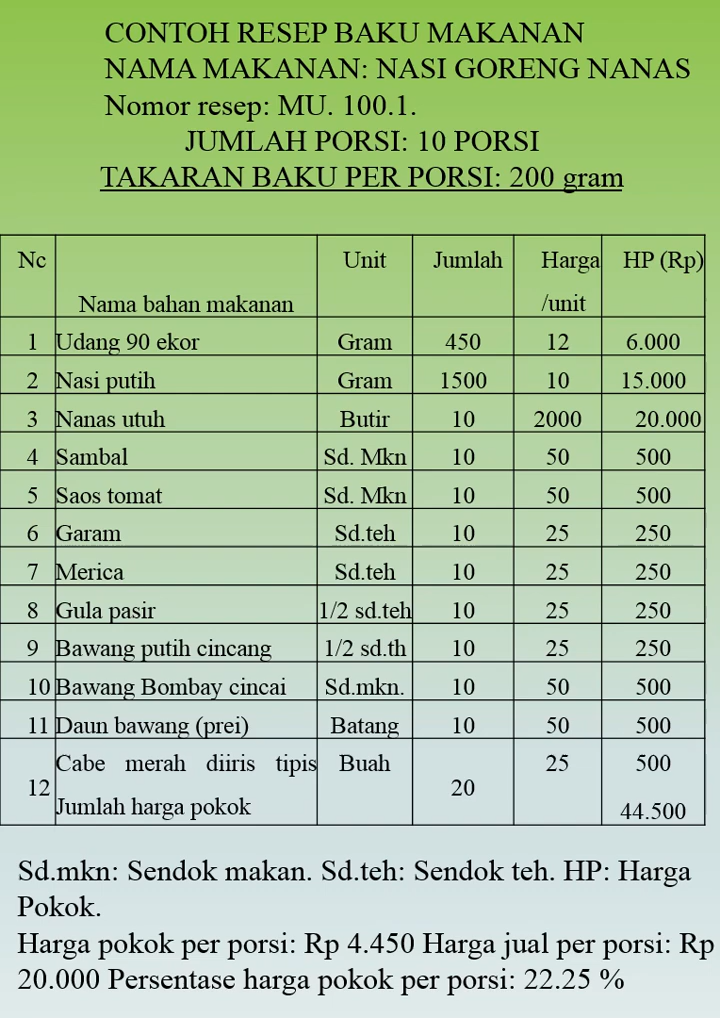 CONTOH RESEP BAKU MAKANAN
NAMA MAKANAN: NASI GORENG NANAS
Nomor resep: MU. 100.1.
JUMLAH PORSI: 10 PORSI
TAKARAN BAKU PER PORSI: 200 gram
Nc Nama bahan makanan Unit Jumlah Harga /unit HP (Rp)
1 Udang 90 ekor Gram 450 12 6.000
2 Nasi putih Gram 1500 10 15.000
3 Nanas utuh Butir 10 2000 20.000
4 Sambal Sd. Mkn 10 50 500
5 Saos tomat Sd. Mkn 10 50 500
6 Garam Sd.teh 10 25 250
7 Merica Sd.teh 10 25 250
8 Gula pasir 1/2 sd.teh 10 25 250
9 Bawang putih cincang 1/2 sd.th 10 25 250
10 Bawang Bombay cincai Sd.mkn. 10 50 500
11 Daun bawang (prei) Batang 10 50 500
12 Cabe merah diiris tipis Buah 20 25 500
Jumlah harga pokok 44.500
Sd.mkn: Sendok makan. Sd.teh: Sendok teh. HP: Harga
Pokok.
Harga pokok per porsi: Rp 4.450 Harga jual per porsi: Rp
20.000 Persentase harga pokok per porsi: 22.25 %